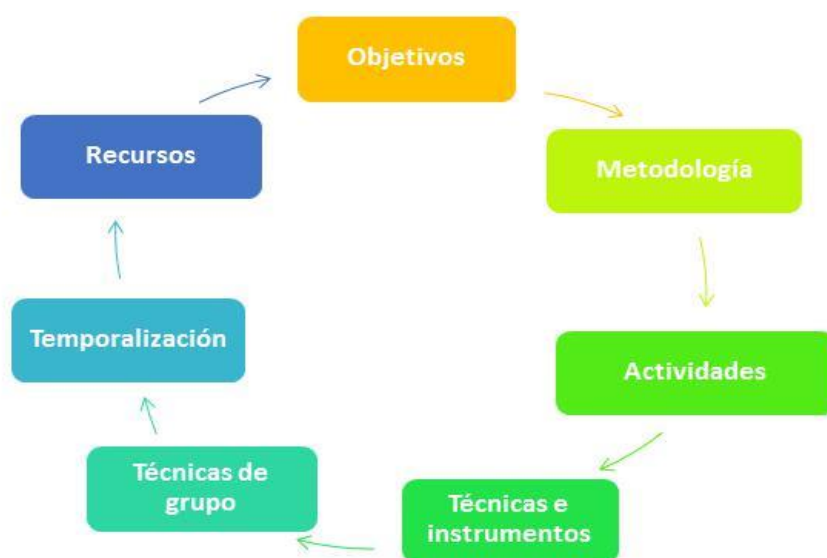 Objetivos
Metodología
Actividades
Técnicas e
instrumentos
Técnicas de
grupo
Temporalización
Recursos